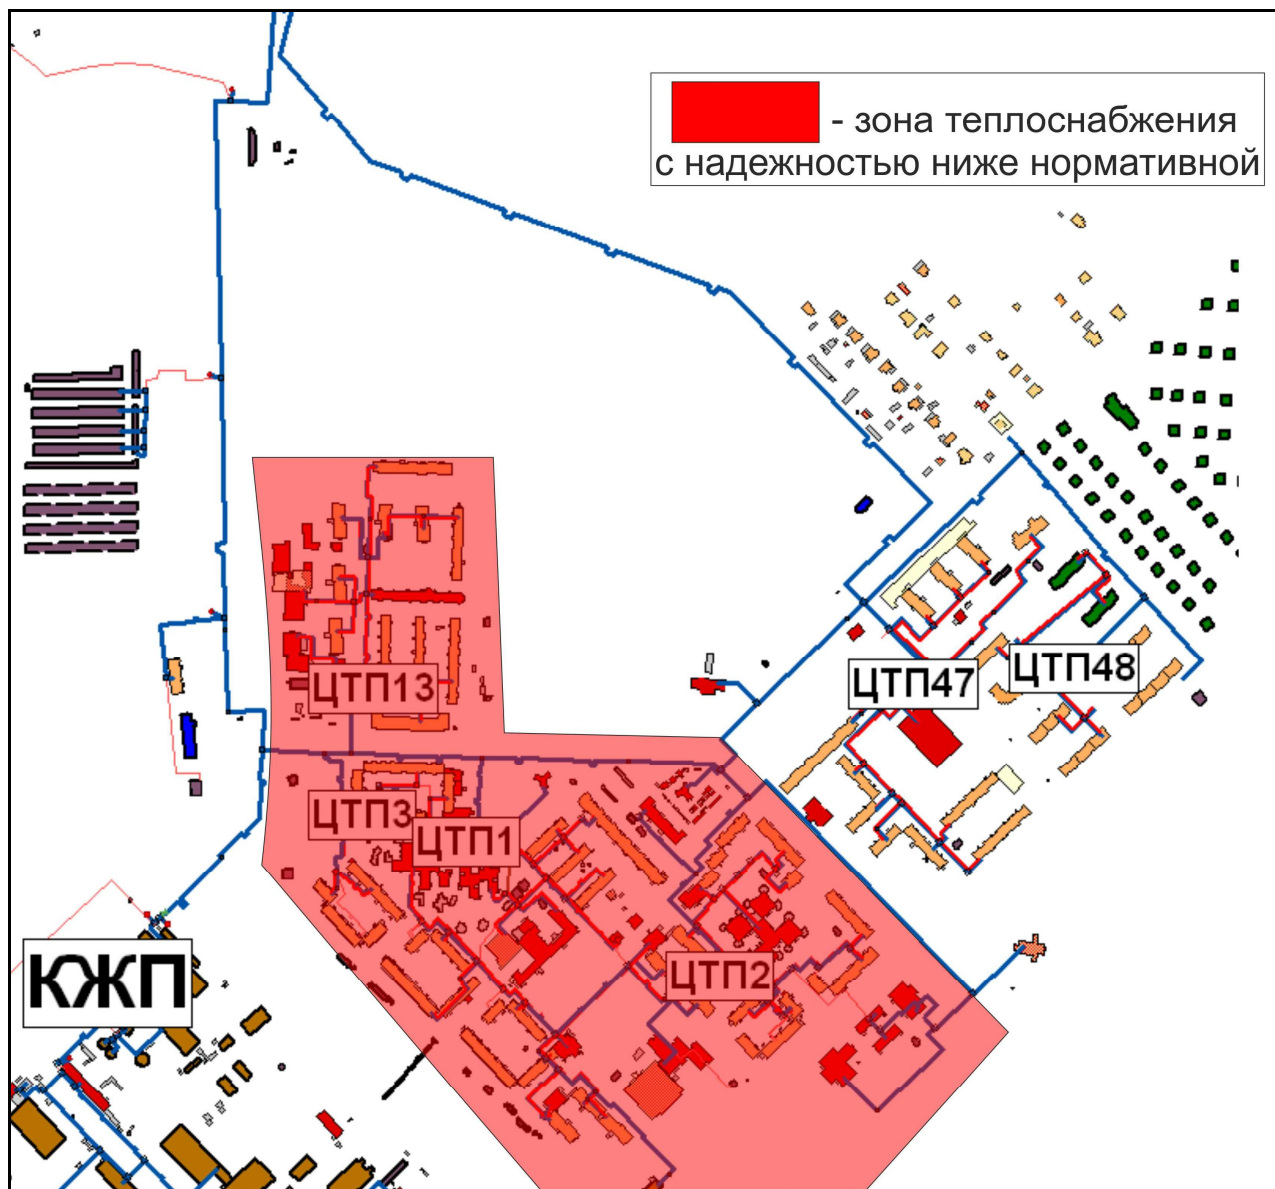 - зона теплоснабжения
с надежностью ниже нормативной
ЦТП48
ЦТП47
ЦТП13
ЦТП3
ЦТП1
ЦТП2
КЖП